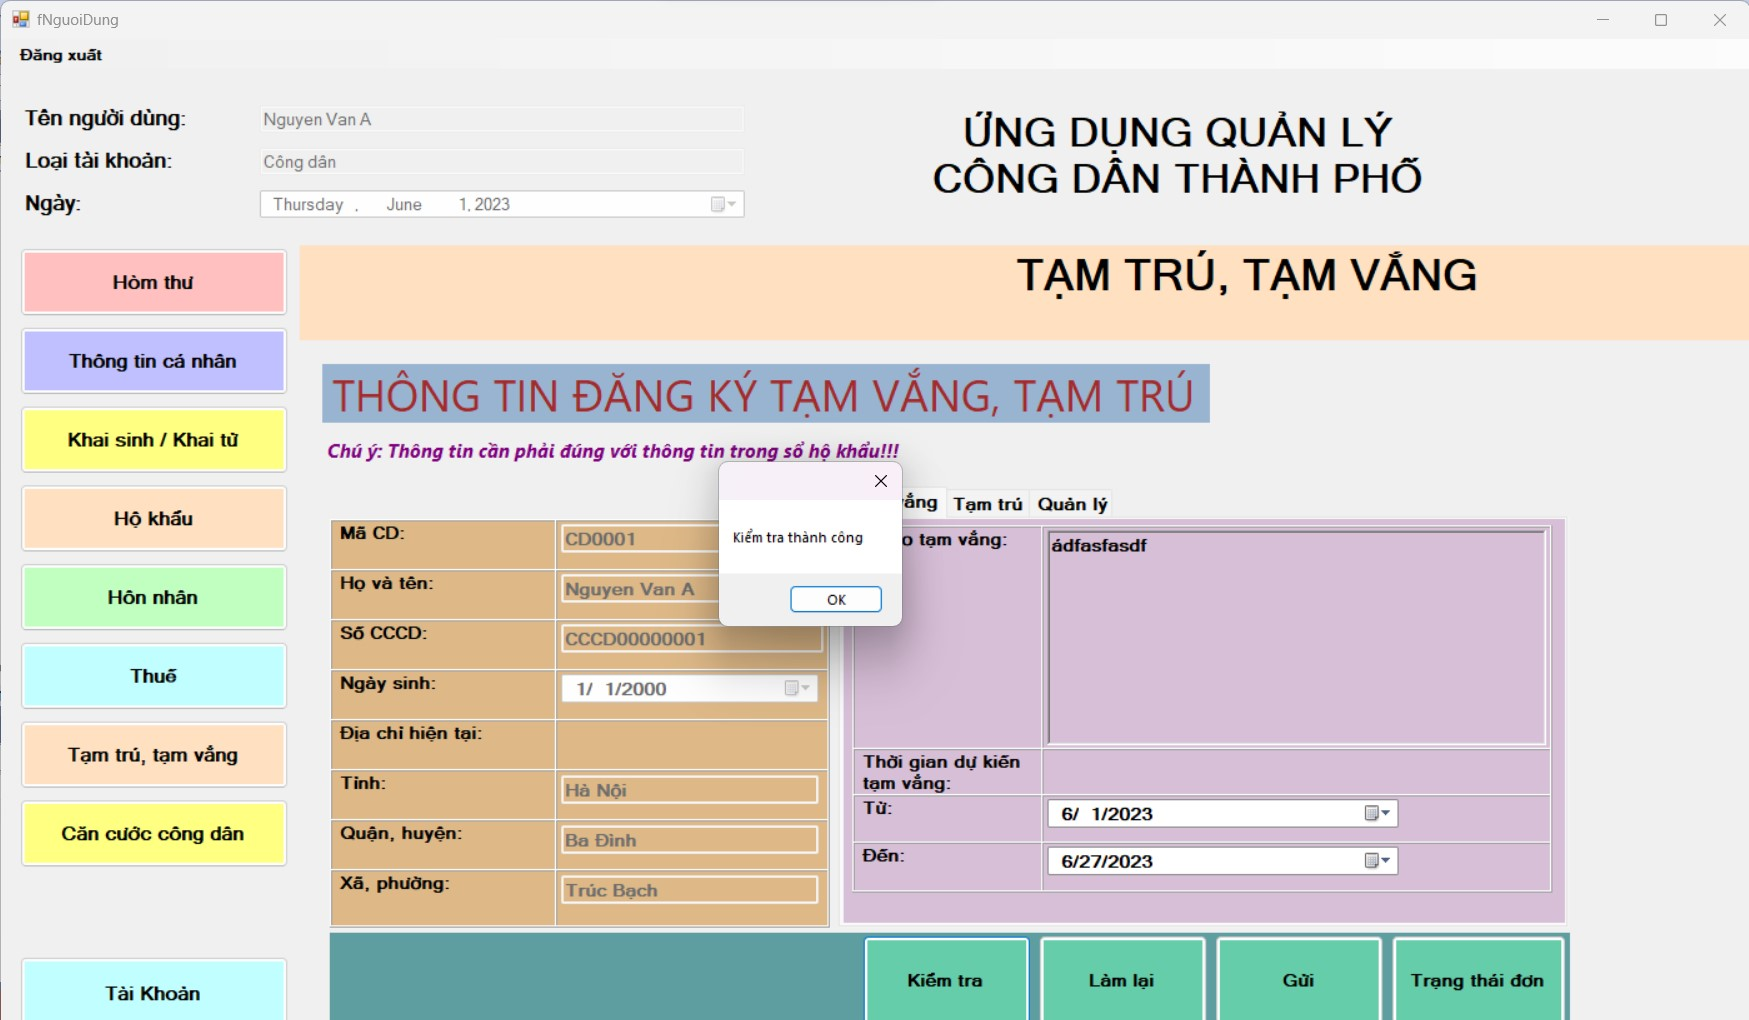 fNguoiDung
Đăng xuất
Tên người dùng: Nguyen Van A
Loại tài khoản: Công dân
Ngày: Thursday , June 1, 2023
ỨNG DỤNG QUẢN LÝ
CÔNG DÂN THÀNH PHỐ
Hòm thư
Thông tin cá nhân
Khai sinh / Khai tử
Hộ khẩu
Hôn nhân
Thuế
Tạm trú, tạm vắng
Căn cước công dân
Tài Khoản
TẠM TRÚ, TẠM VẮNG
THÔNG TIN ĐĂNG KÝ TẠM VẮNG, TẠM TRÚ
Chú ý: Thông tin cần phải đúng với thông tin trong sổ hộ khẩu!!!
Kiểm tra thành công
OK
Mã CD: CD0001
Họ và tên: Nguyen Van A
Số CCCD: CCCD00000001
Ngày sinh: 1/ 1/2000
Địa chỉ hiện tại:
Tỉnh: Hà Nội
Quận, huyện: Ba Đình
Xã, phường: Trúc Bạch
Tạm trú Quản lý
tạm vắng: ádfasfasdf
Thời gian dự kiến
tạm vắng:
Từ: 6/ 1/2023
Đến: 6/27/2023
Kiểm tra Làm lại Gửi Trạng thái đơn